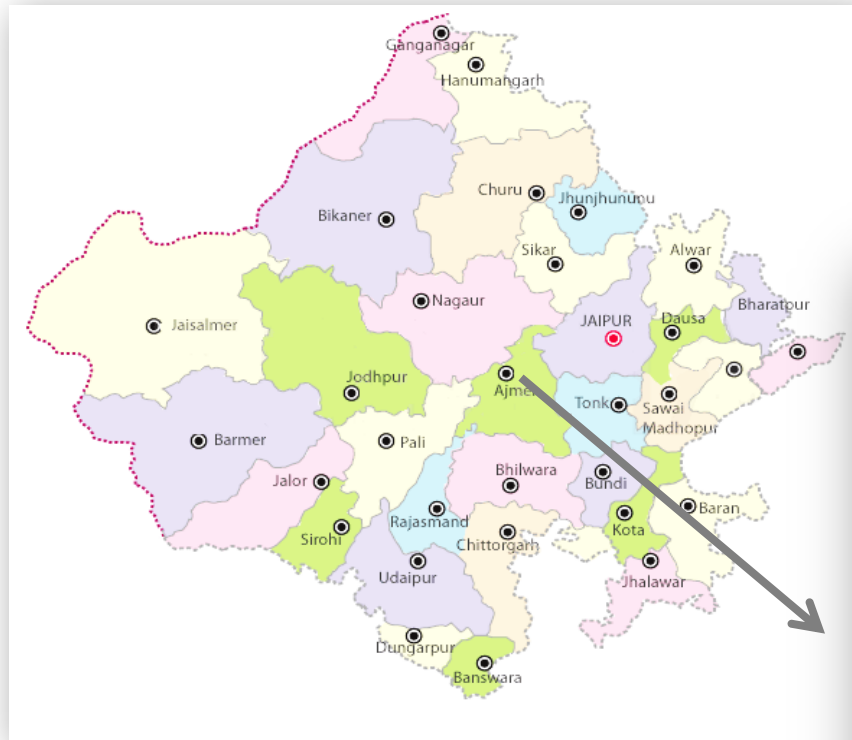 Ganganagar
Hanumangarh
Churu
Jhunjhununu
Bikaner
Sikar
Alwar
Nagaur
JAIPUR
Dausa
Bharatpur
Jaisalmer
Jodhpur
Ajmer
Tonk
Sawai
Madhopur
Barmer
Pali
Bhilwara
Bundi
Jalor
Rajasmand
Baran
Kota
Sirohi
Chittorgarh
Udaipur
Jhalawar
Dungarpur
Banswara